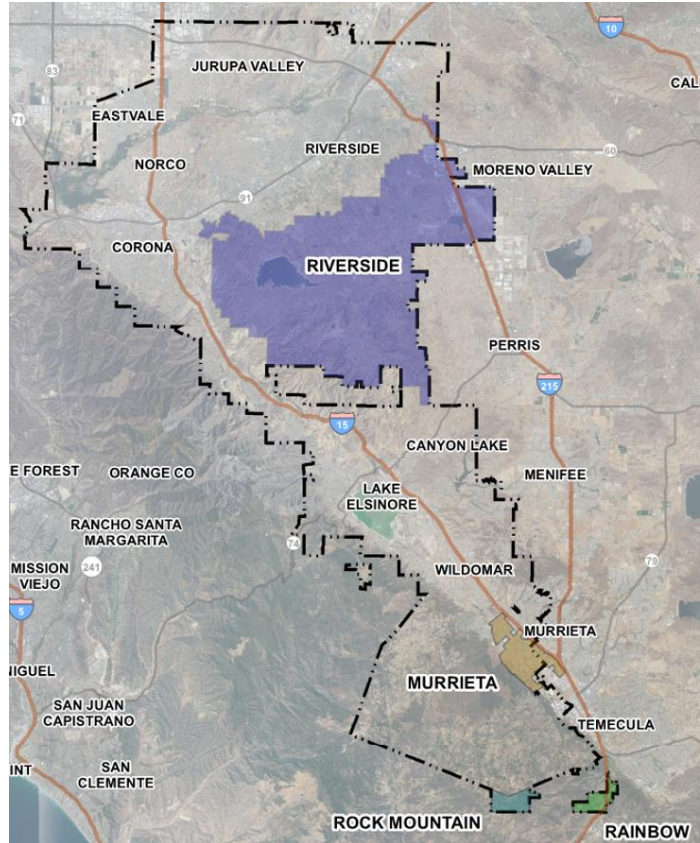 10
JURUPA VALLEY
83
CAL
EASTVALE
71
RIVERSIDE
60
NORCO
MORENO VALLEY
91
CORONA
RIVERSIDE
PERRIS
215
15
CANYON LAKE
E FOREST
ORANGE CO
MENIFEE
LAKE
ELSINORE
RANCHO SANTA
MARGARITA
74
79
MISSION
VIEJO
241
WILDOMAR
5
MURRIETA
NIGUEL
MURRIETA
SAN JUAN
CAPISTRANO
TEMECULA
INT
SAN
CLEMENTE
ROCK MOUNTAIN
RAINBOW